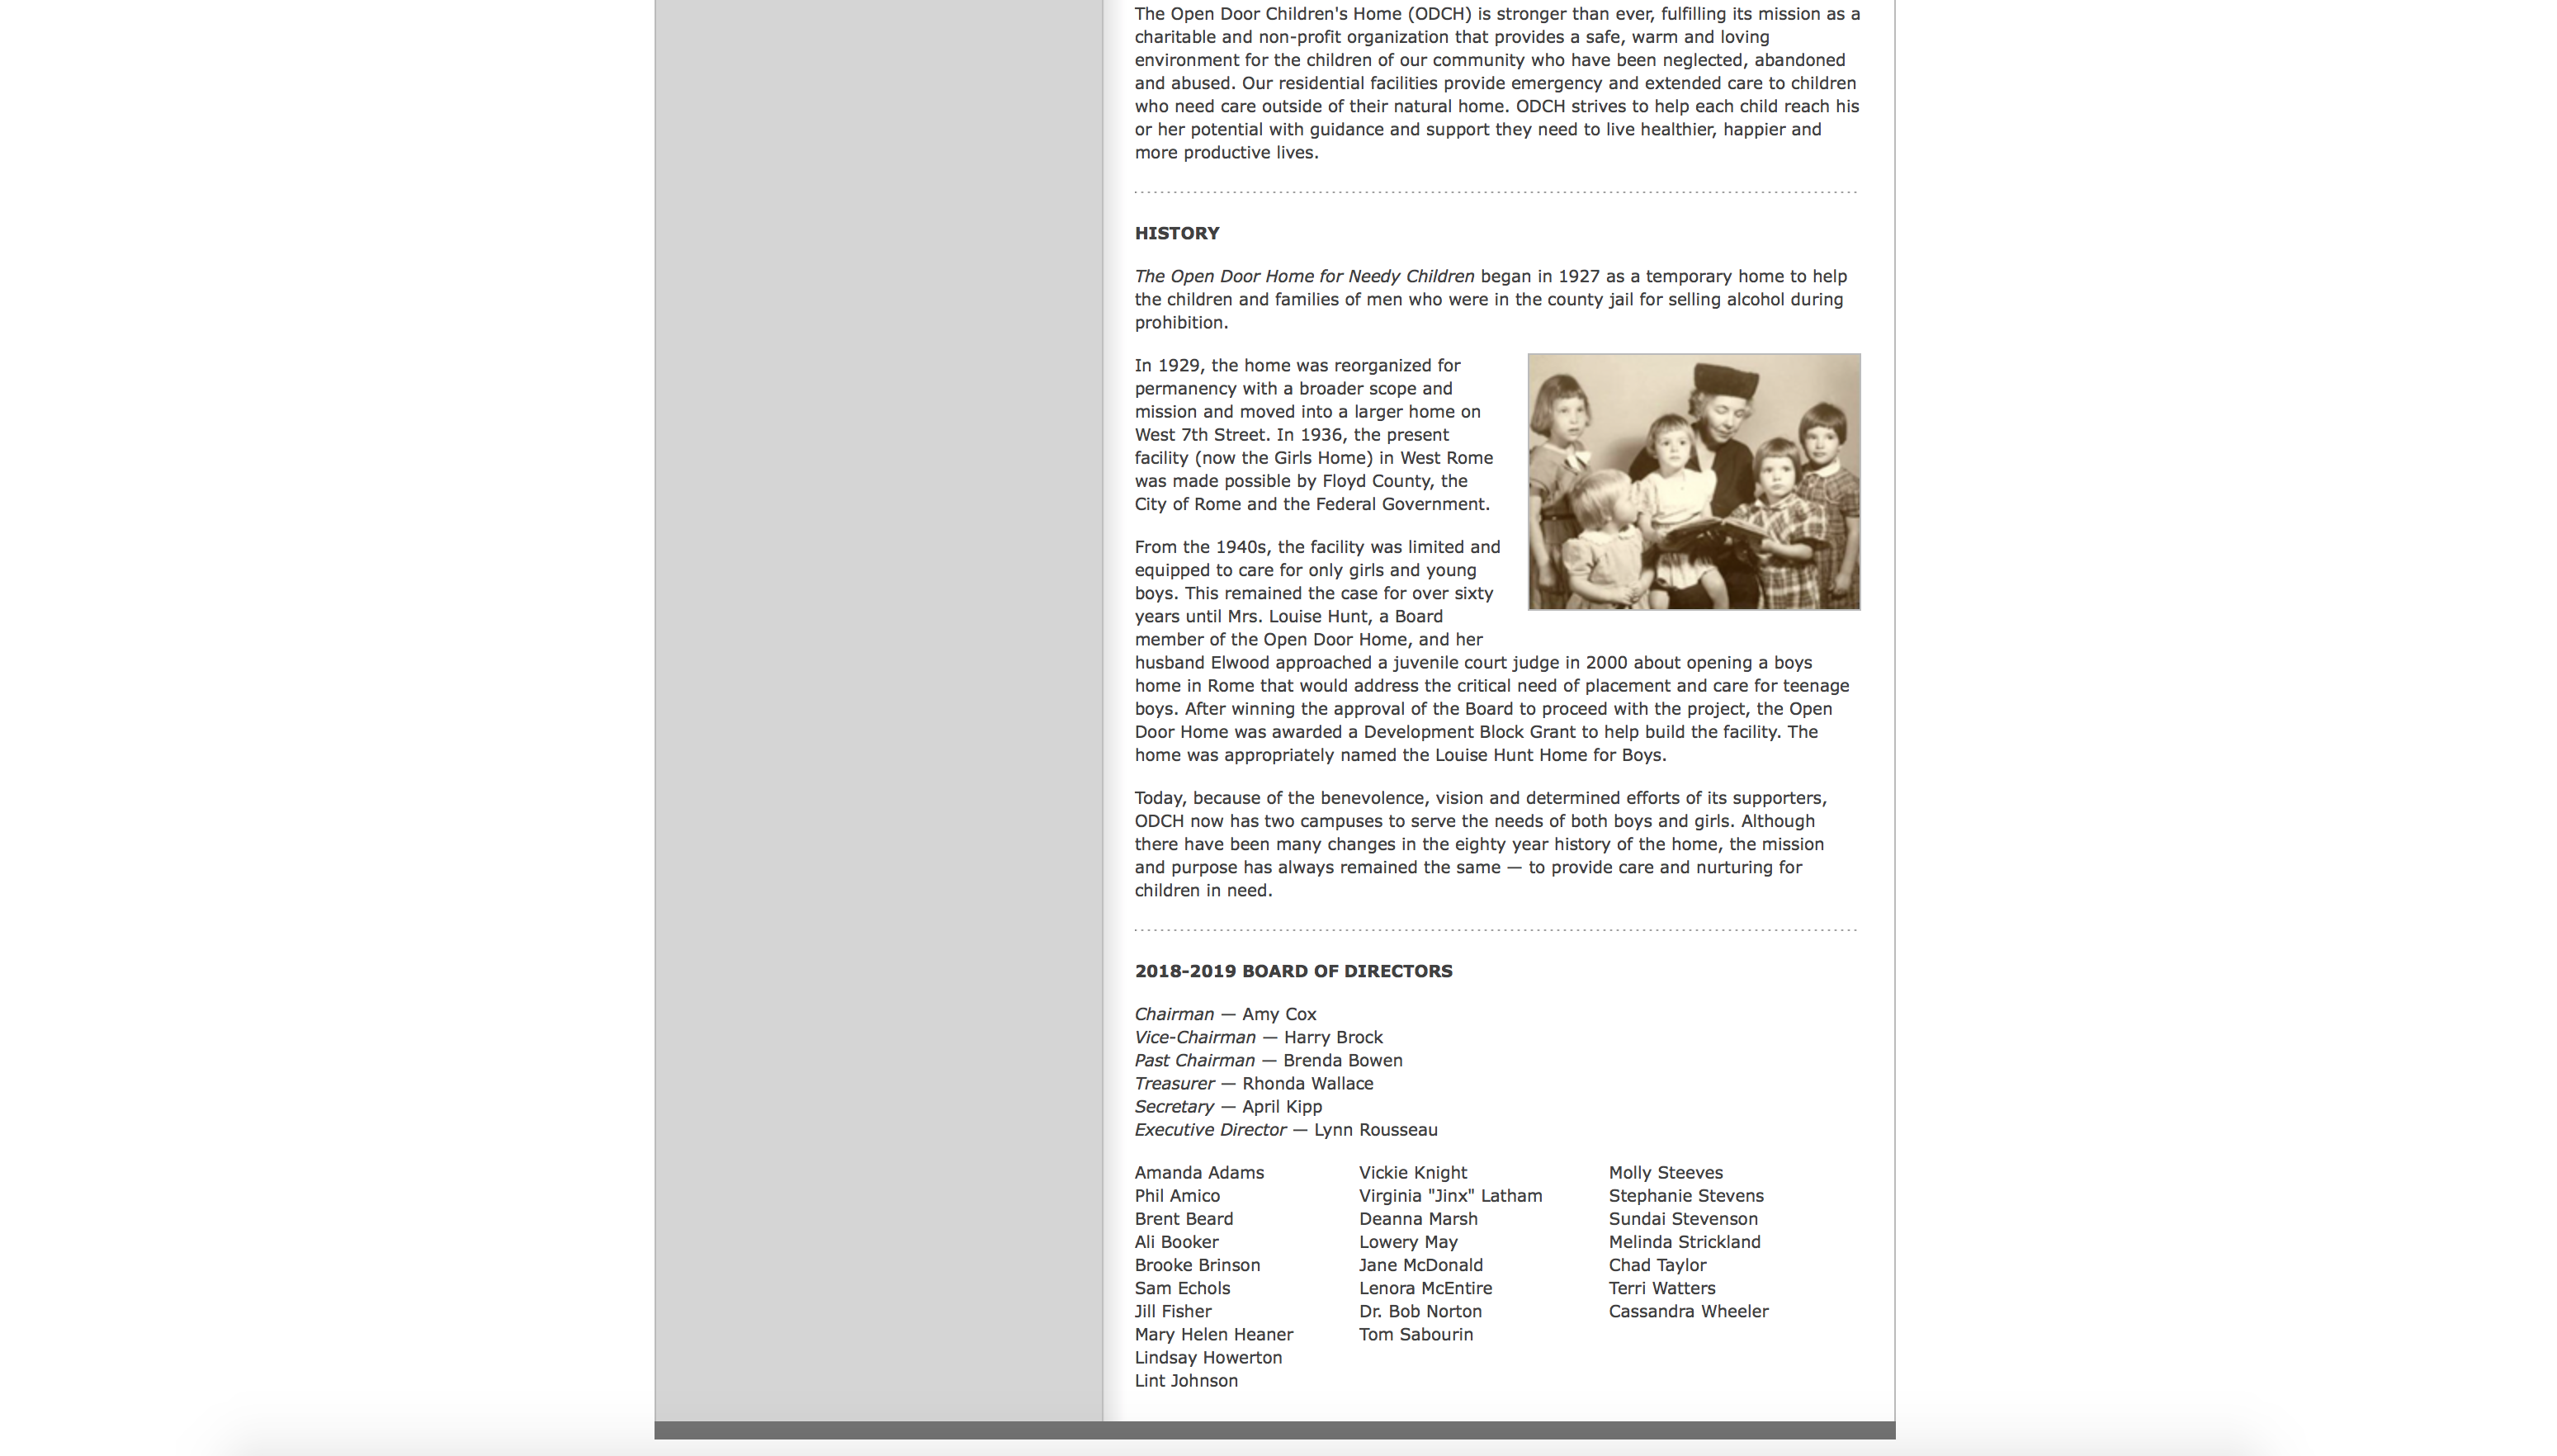 The Open Door Children's Home (ODCH) is stronger than ever, fulfilling its mission as a
charitable and non-profit organization that provides a safe, warm and loving
environment for the children of our community who have been neglected, abandoned
and abused. Our residential facilities provide emergency and extended care to children
who need care outside of their natural home. ODCH strives to help each child reach his
or her potential with guidance and support they need to live healthier, happier and
more productive lives.
HISTORY
The Open Door Home for Needy Children began in 1927 as a temporary home to help
the children and families of men who were in the county jail for selling alcohol during
prohibition.
In 1929, the home was reorganized for
permanency with a broader scope and
mission and moved into a larger home on
West 7th Street. In 1936, the present
facility (now the Girls Home) in West Rome
was made possible by Floyd County, the
City of Rome and the Federal Government.
From the 1940s, the facility was limited and
equipped to care for only girls and young
boys. This remained the case for over sixty
years until Mrs. Louise Hunt, a Board
member of the Open Door Home, and her
husband Elwood approached a juvenile court judge in 2000 about opening a boys
home in Rome that would address the critical need of placement and care for teenage
boys. After winning the approval of the Board to proceed with the project, the Open
Door Home was awarded a Development Block Grant to help build the facility. The
home was appropriately named the Louise Hunt Home for Boys.
Today, because of the benevolence, vision and determined efforts of its supporters,
ODCH now has two campuses to serve the needs of both boys and girls. Although
there have been many changes in the eighty year history of the home, the mission
and purpose has always remained the same — to provide care and nurturing for
children in need.
2018-2019 BOARD OF DIRECTORS
Chairman — Amy Cox
Vice-Chairman — Harry Brock
Past Chairman — Brenda Bowen
Treasurer — Rhonda Wallace
Secretary — April Kipp
Executive Director — Lynn Rousseau
Amanda Adams
Phil Amico
Brent Beard
Ali Booker
Brooke Brinson
Sam Echols
Jill Fisher
Mary Helen Heaner
Lindsay Howerton
Lint Johnson
Vickie Knight
Virginia "Jinx" Latham
Deanna Marsh
Lowery May
Jane McDonald
Lenora McEntire
Dr. Bob Norton
Tom Sabourin
Molly Steeves
Stephanie Stevens
Sundai Stevenson
Melinda Strickland
Chad Taylor
Terri Watters
Cassandra Wheeler